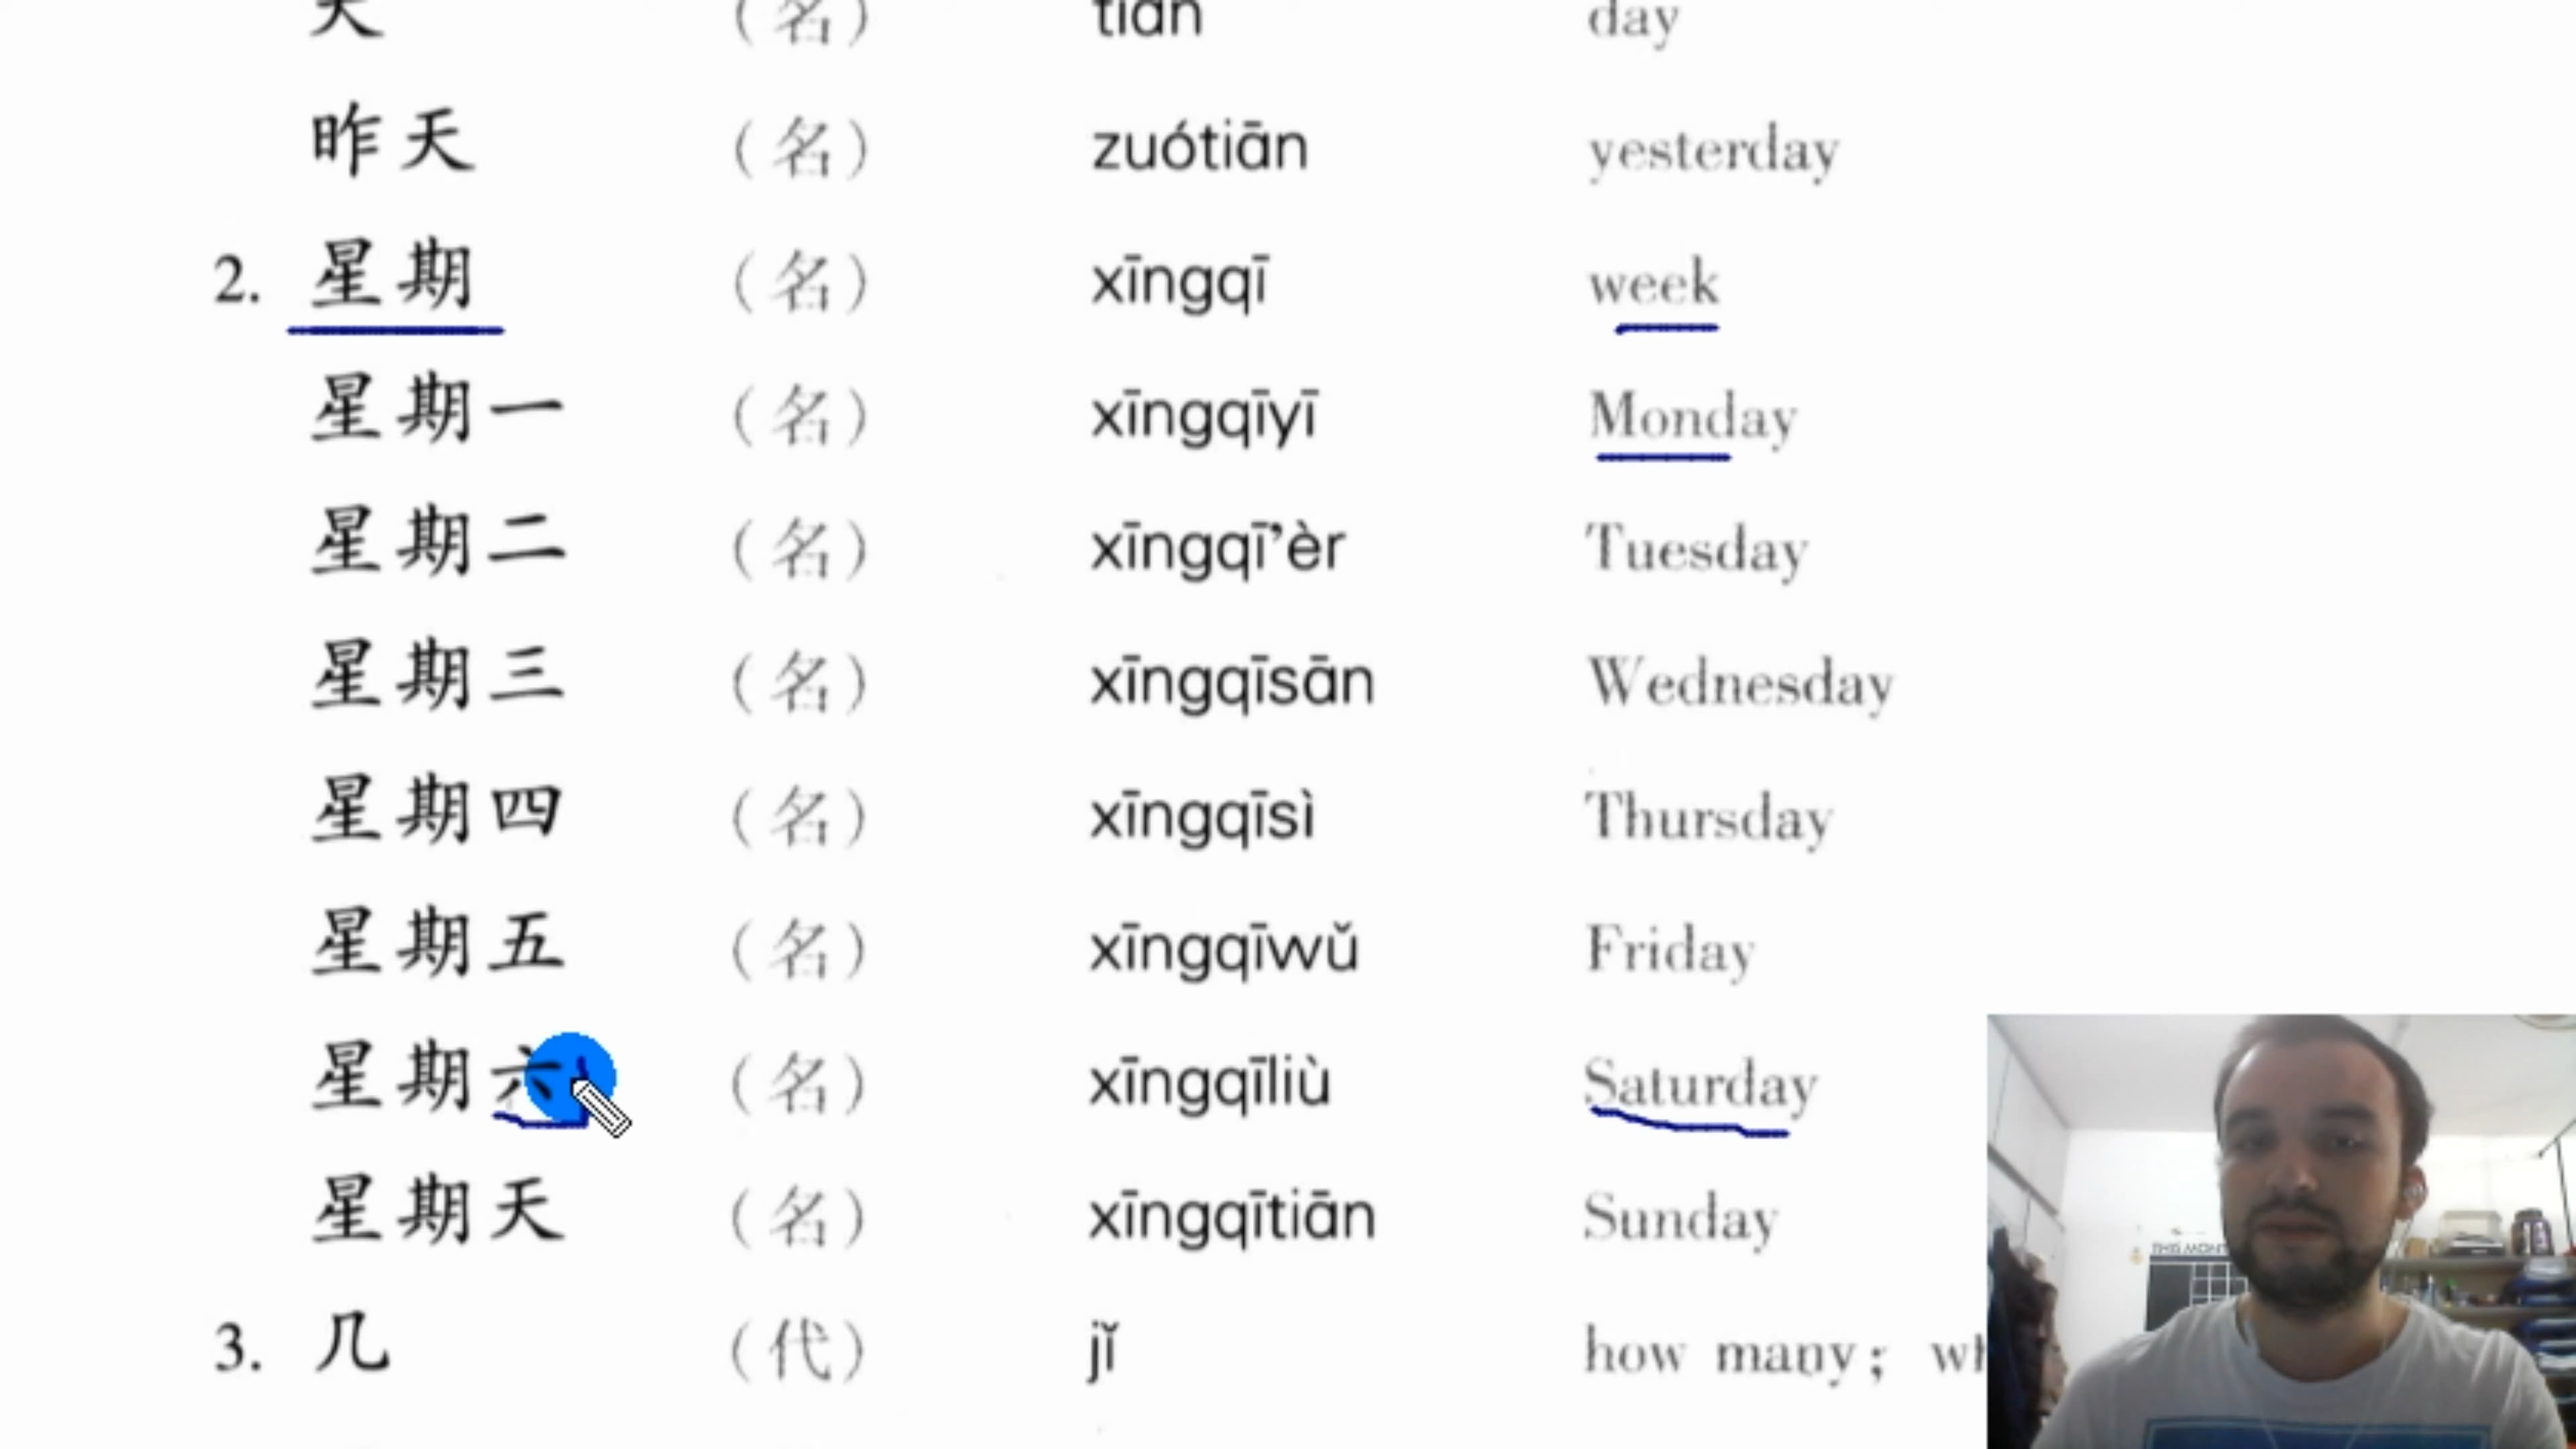 天 （名） tiān day
昨天 （名） zuótiān yesterday
2. 星期 （名） xīngqī week
星期一 （名） xīngqīyī Monday
星期二 （名） xīngqī’èr Tuesday
星期三 （名） xīngqīsān Wednesday
星期四 （名） xīngqīsì Thursday
星期五 （名） xīngqīwǔ Friday
星期六 （名） xīngqīliù Saturday
星期天 （名） xīngqītiān Sunday
3. 几 （代） jǐ how many;
THIS MONT